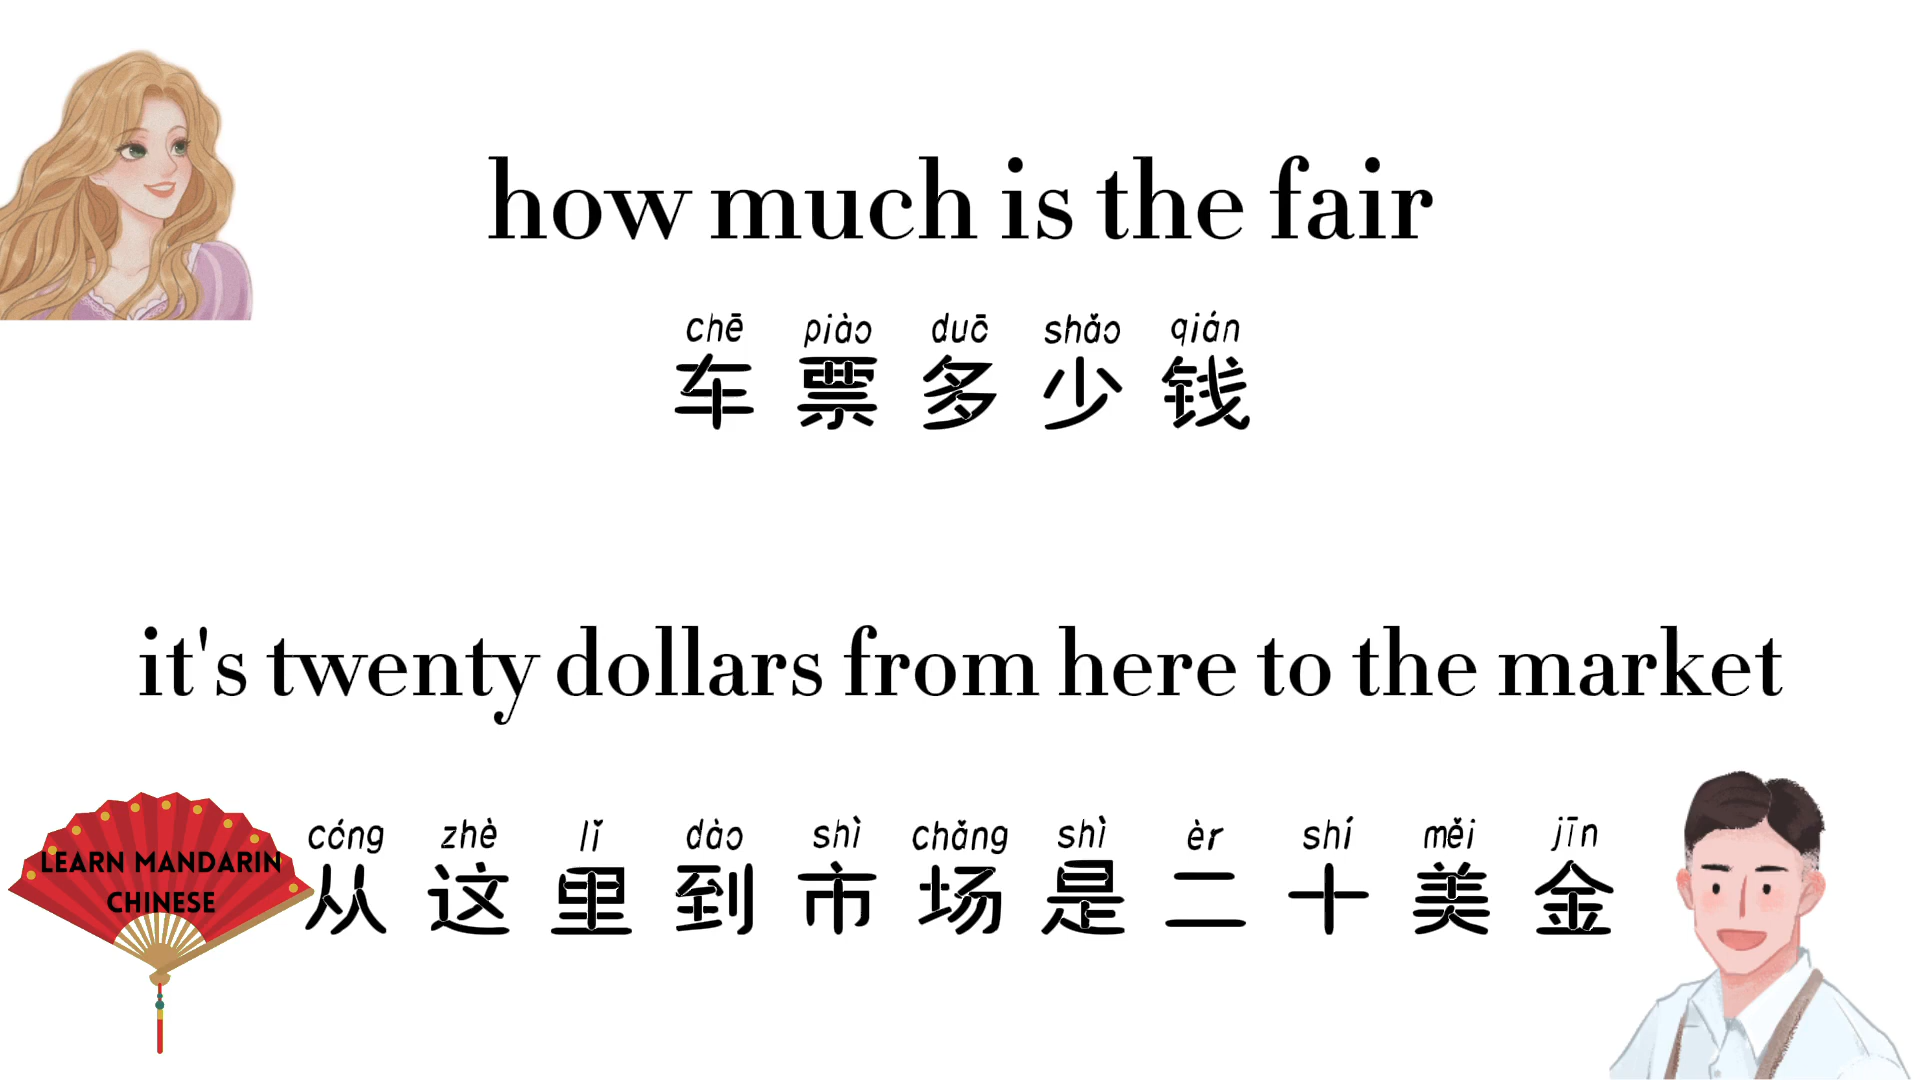 how much is the fair
chē piào duō shǎo qián
车票多少钱
it's twenty dollars from here to the market
cóng zhè lǐ dào shì chǎng shì èr shí měi jīn
从这里到市场是二十美金
LEARN MANDARIN
CHINESE